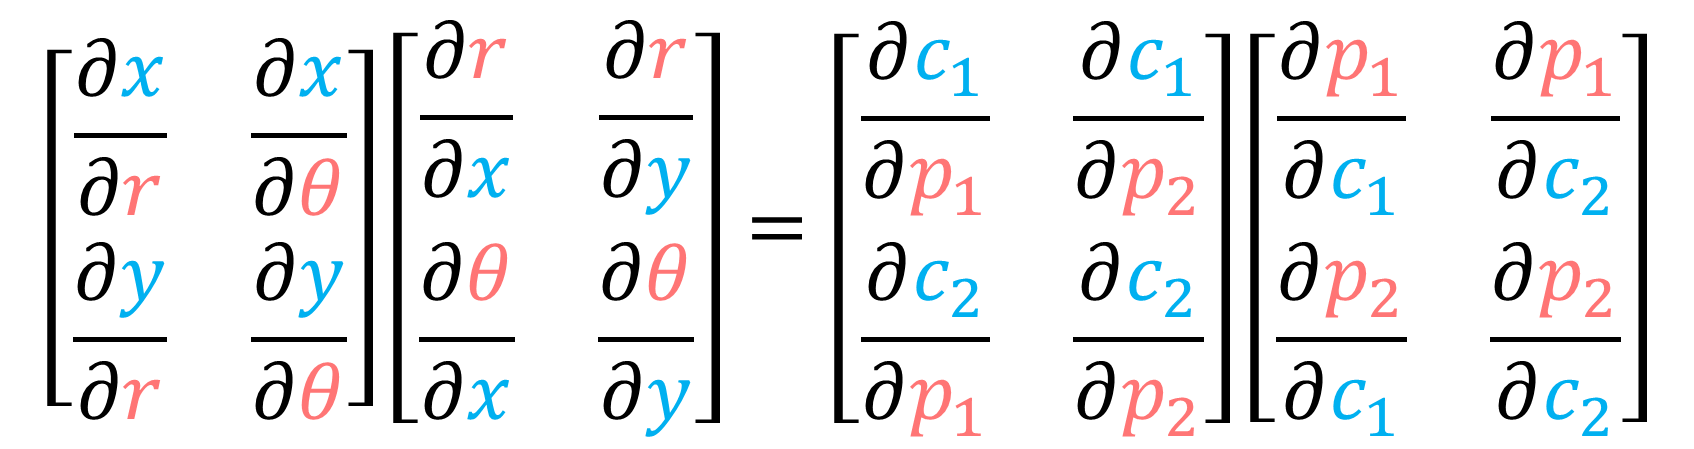 [∂x/∂r ∂x/∂θ; ∂y/∂r ∂y/∂θ] [∂r/∂x ∂r/∂y; ∂θ/∂x ∂θ/∂y] = [∂c₁/∂p₁ ∂c₁/∂p₂; ∂c₂/∂p₁ ∂c₂/∂p₂] [∂p₁/∂c₁ ∂p₁/∂c₂; ∂p₂/∂c₁ ∂p₂/∂c₂]